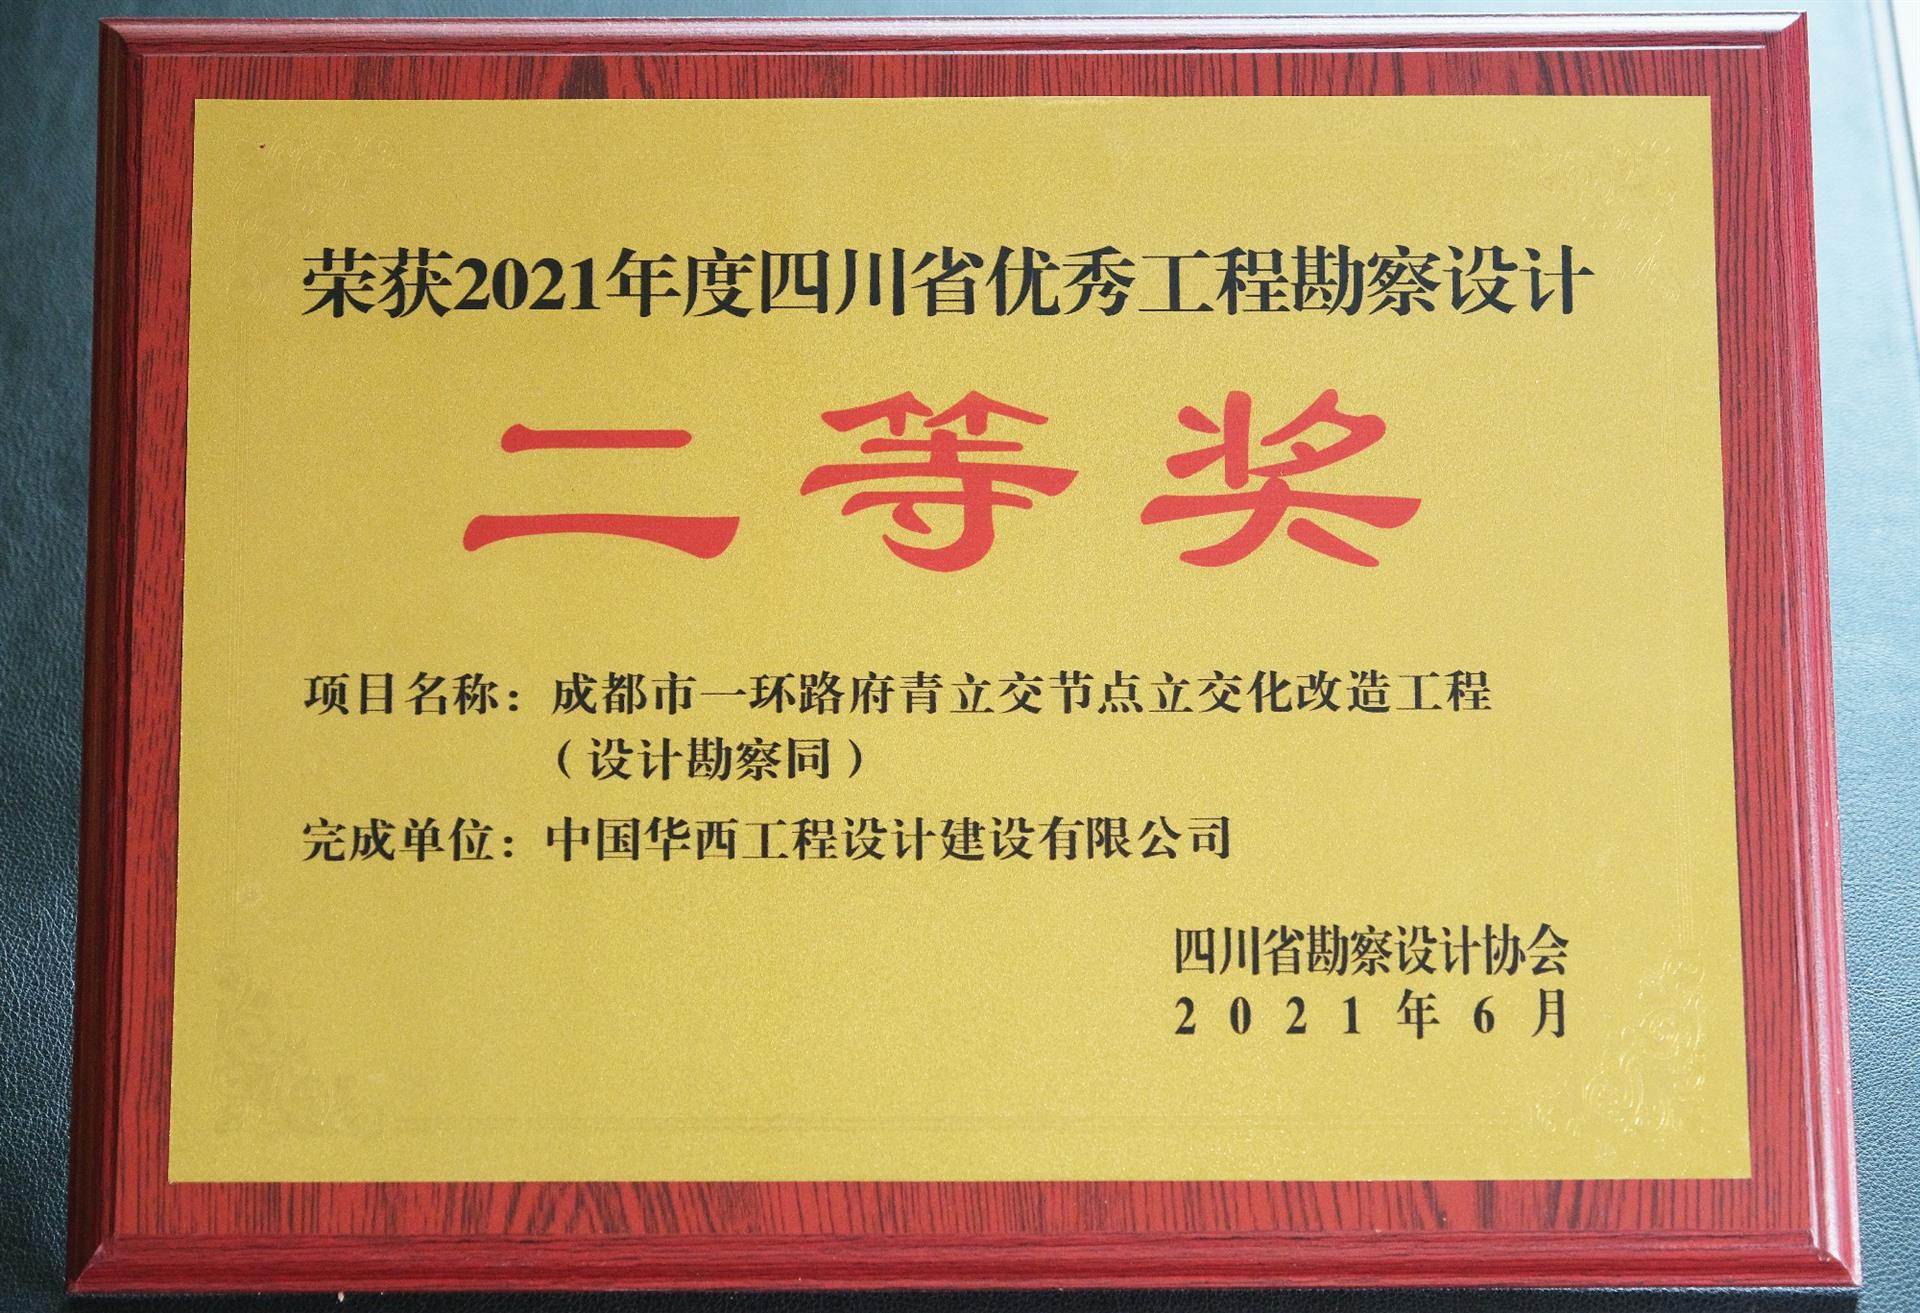 荣获2021年度四川省优秀工程勘察设计
二等奖
项目名称：成都市一环路府青立交节点立交化改造工程
（设计勘察同）
完成单位：中国华西工程设计建设有限公司
四川省勘察设计协会
2021年6月